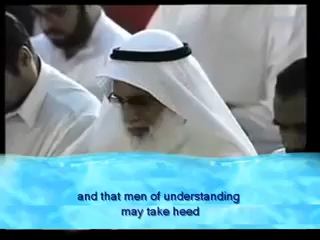 and that men of understanding
may take heed